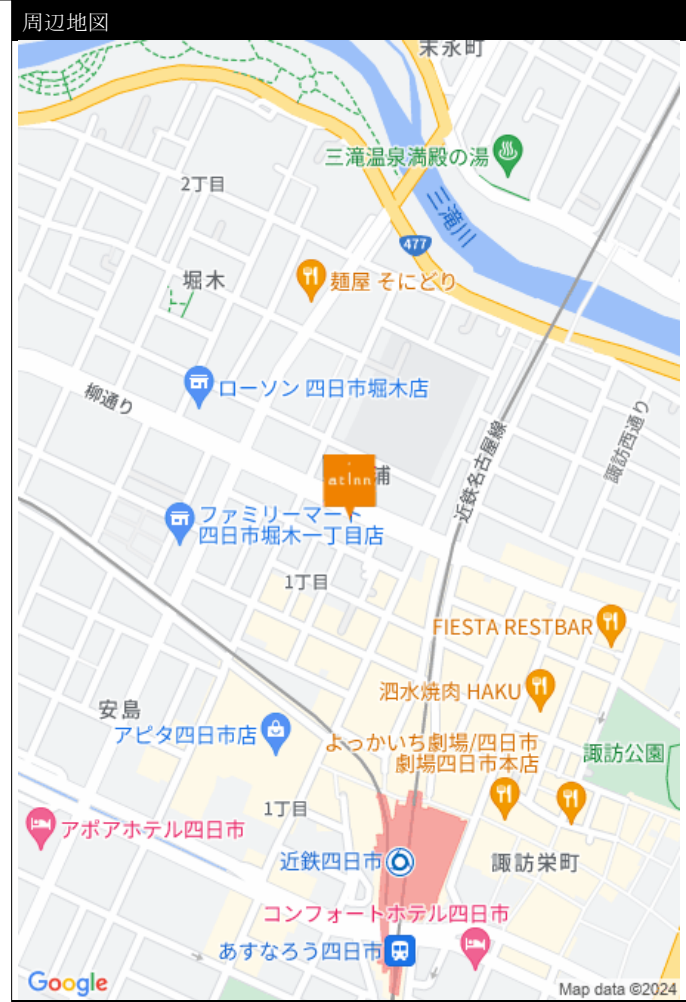 周辺地図
末永町
三滝温泉満殿の湯
2丁目
三滝川
477
堀木
麺屋 そにどり
ローソン 四日市堀木店
柳通り
諏訪西通り
近鉄名古屋線
浦
at Inn
ファミリーマート
四日市堀木一丁目店
1丁目
FIESTA RESTBAR
泗水焼肉 HAKU
安島
アピタ四日市店
よっかいち劇場/四日市
劇場四日市本店
諏訪公園
1丁目
アポアホテル四日市
近鉄四日市
諏訪栄町
コンフォートホテル四日市
あすなろう四日市
Google
Map data ©2024